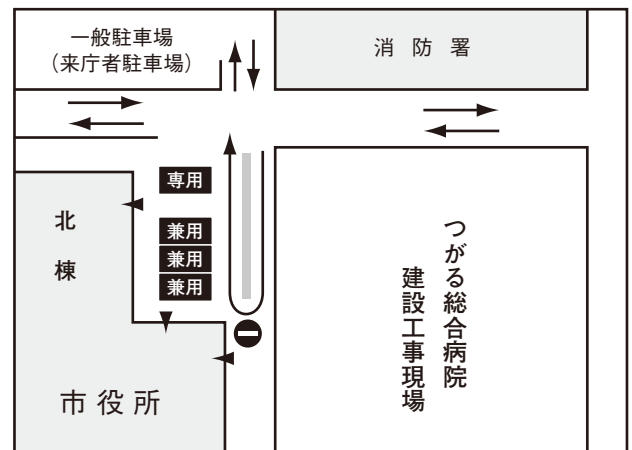 一般駐車場
（来庁者駐車場）
消防署
専用
兼用
兼用
兼用
北棟
市役所
つがる総合病院
建設工事現場